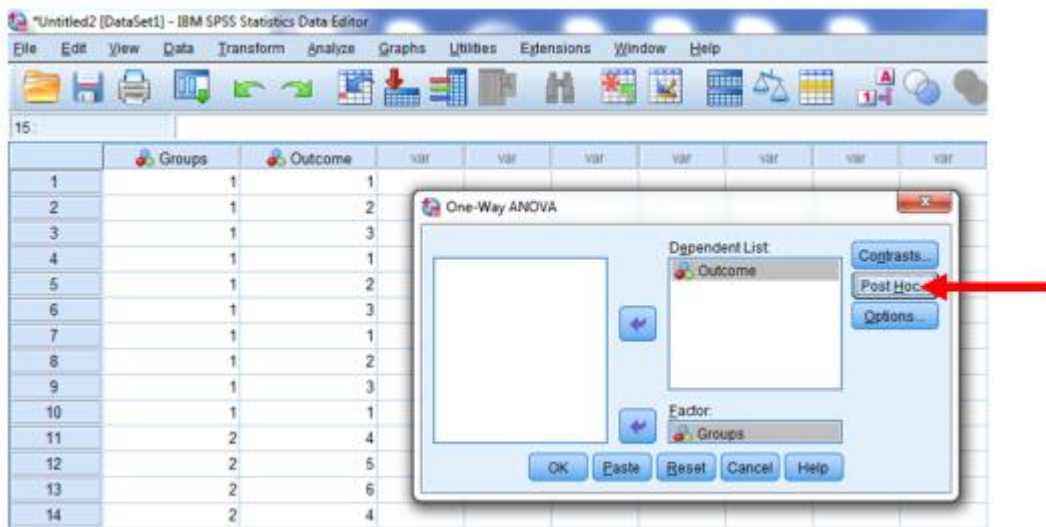 *Untitled2 [DataSet1] - IBM SPSS Statistics Data Editor
File Edit View Data Transform Analyze Graphs Utilities Extensions Window Help
A
1
15 :
Groups Outcome var var var var var var var
1 1 1
2 1 2
3 1 3
4 1 1
5 1 2
6 1 3
7 1 1
8 1 2
9 1 3
10 1 1
11 2 4
12 2 5
13 2 6
14 2 4
One-Way ANOVA
Dependent List:
Outcome
Contrasts...
Post Hoc...
Options...
Factor:
Groups
OK Paste Reset Cancel Help